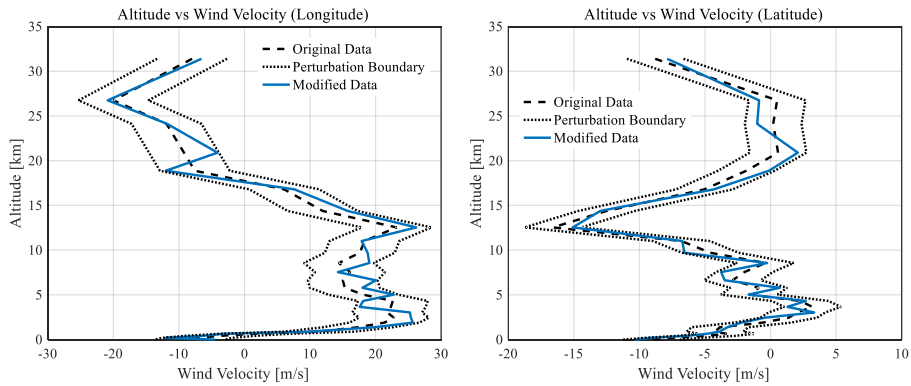 Altitude vs Wind Velocity (Longitude)
35
30
25
20
15
10
5
0
Altitude [km]
Original Data
Perturbation Boundary
Modified Data
-30
-20
-10
0
10
20
30
Wind Velocity [m/s]
Altitude vs Wind Velocity (Latitude)
35
30
25
20
15
10
5
0
Altitude [km]
Original Data
Perturbation Boundary
Modified Data
-20
-15
-10
-5
0
5
10
Wind Velocity [m/s]